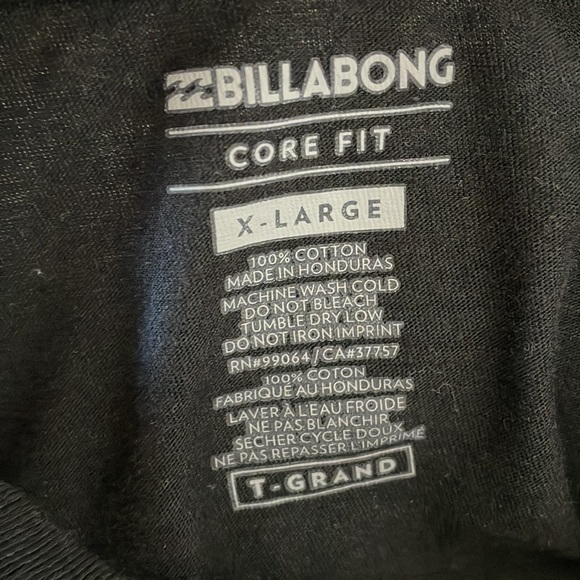 BILLABONG
CORE FIT
X-LARGE
100% COTTON
MADE IN HONDURAS
MACHINE WASH COLD
DO NOT BLEACH
TUMBLE DRY LOW
DO NOT IRON IMPRINT
RN#99064/CA#37757
100% COTON
FABRIQUE AU HONDURAS
LAVER À L'EAU FROIDE
NE PAS BLANCHIR
SECHER CYCLE DOUX
NE PAS REPASSER L'IMPRIMÉ
T-GRAND